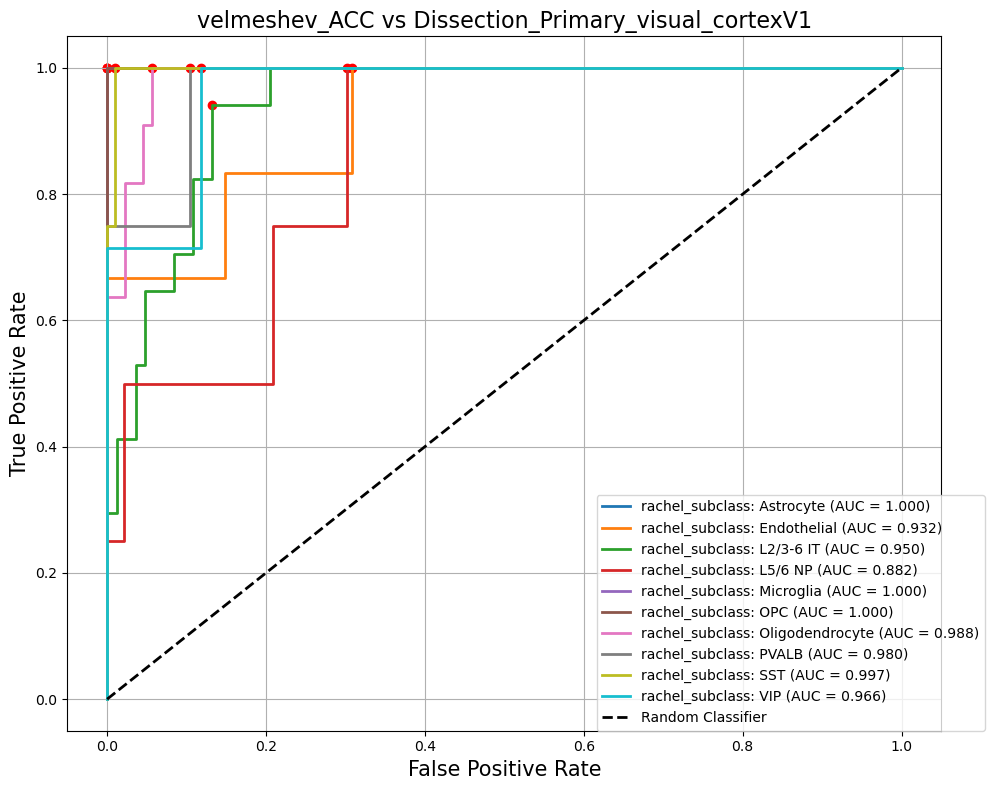 velmeshev_ACC vs Dissection_Primary_visual_cortexV1
True Positive Rate
1.0
0.8
0.6
0.4
0.2
0.0
rachel_subclass: Astrocyte (AUC = 1.000)
rachel_subclass: Endothelial (AUC = 0.932)
rachel_subclass: L2/3-6 IT (AUC = 0.950)
rachel_subclass: L5/6 NP (AUC = 0.882)
rachel_subclass: Microglia (AUC = 1.000)
rachel_subclass: OPC (AUC = 1.000)
rachel_subclass: Oligodendrocyte (AUC = 0.988)
rachel_subclass: PVALB (AUC = 0.980)
rachel_subclass: SST (AUC = 0.997)
rachel_subclass: VIP (AUC = 0.966)
Random Classifier
0.0 0.2 0.4 0.6 0.8 1.0
False Positive Rate